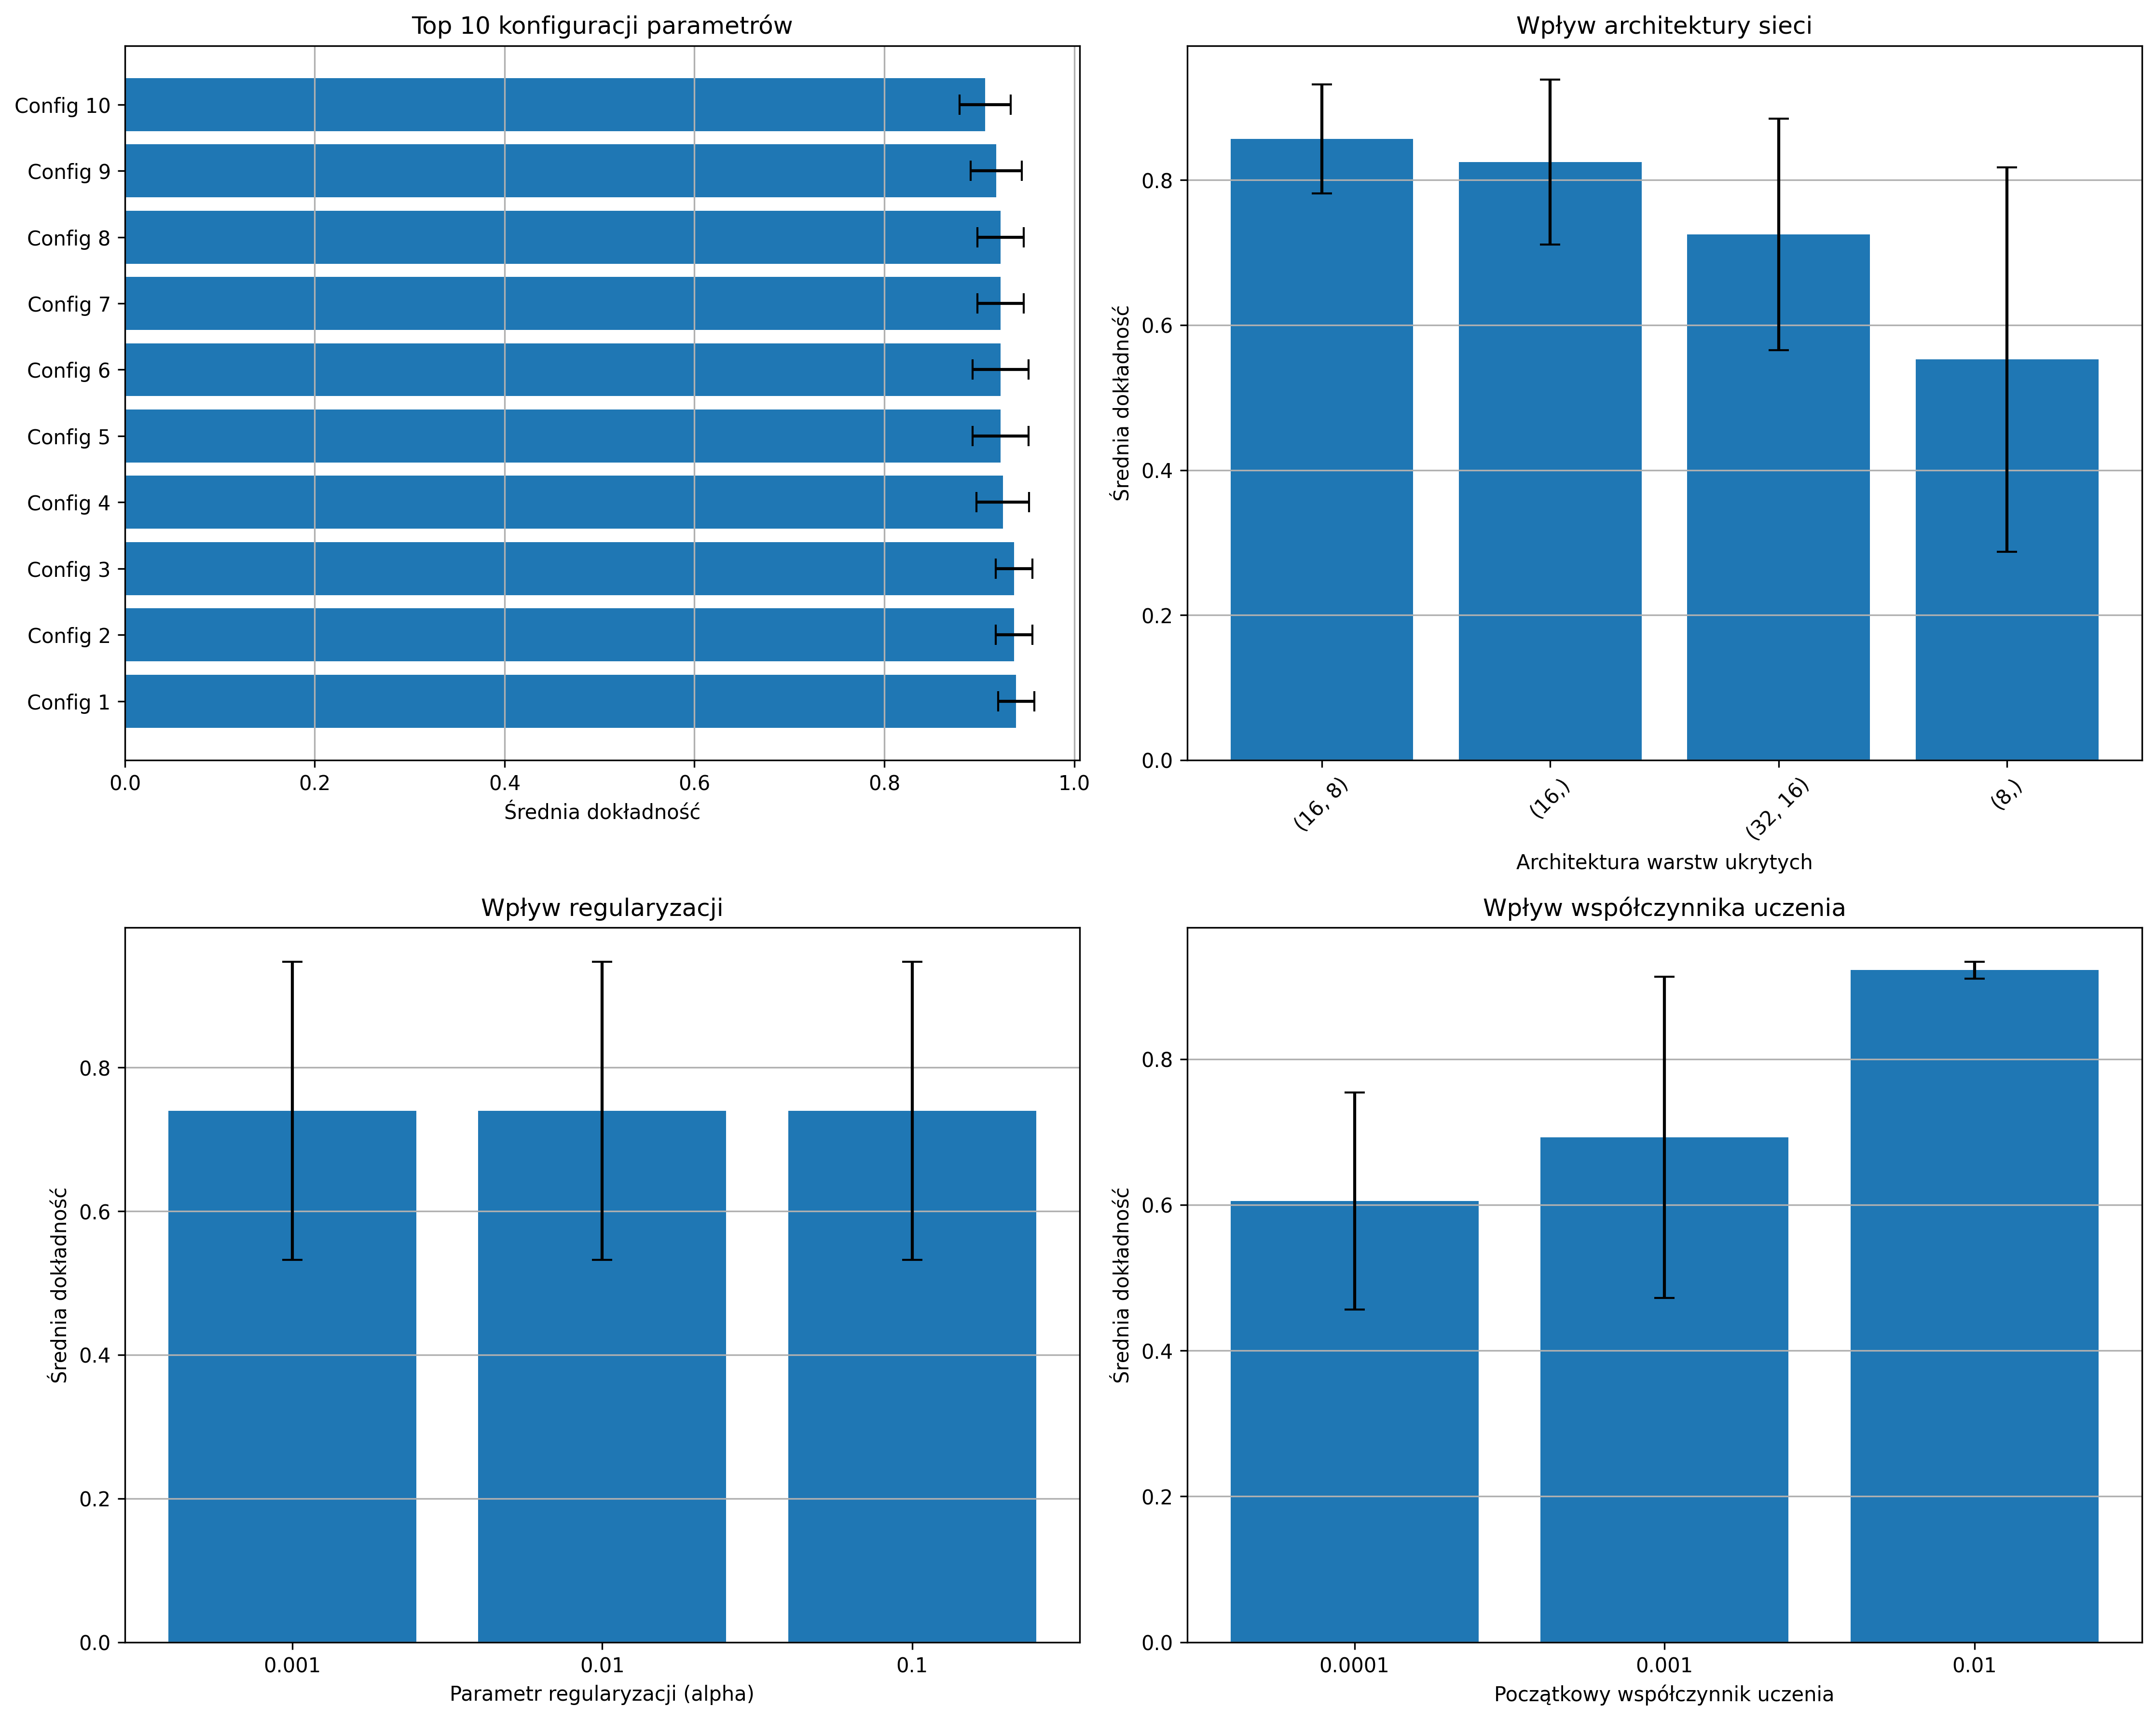 Top 10 konfiguracji parametrów
Config 10
Config 9
Config 8
Config 7
Config 6
Config 5
Config 4
Config 3
Config 2
Config 1
0.0 0.2 0.4 0.6 0.8 1.0
Średnia dokładność
Wpływ architektury sieci
Średnia dokładność
0.8
0.6
0.4
0.2
0.0
(16, 8) (16,) (32, 16) (8,)
Architektura warstw ukrytych
Wpływ regularyzacji
Średnia dokładność
0.8
0.6
0.4
0.2
0.0
0.001 0.01 0.1
Parametr regularyzacji (alpha)
Wpływ współczynnika uczenia
Średnia dokładność
0.8
0.6
0.4
0.2
0.0
0.0001 0.001 0.01
Początkowy współczynnik uczenia